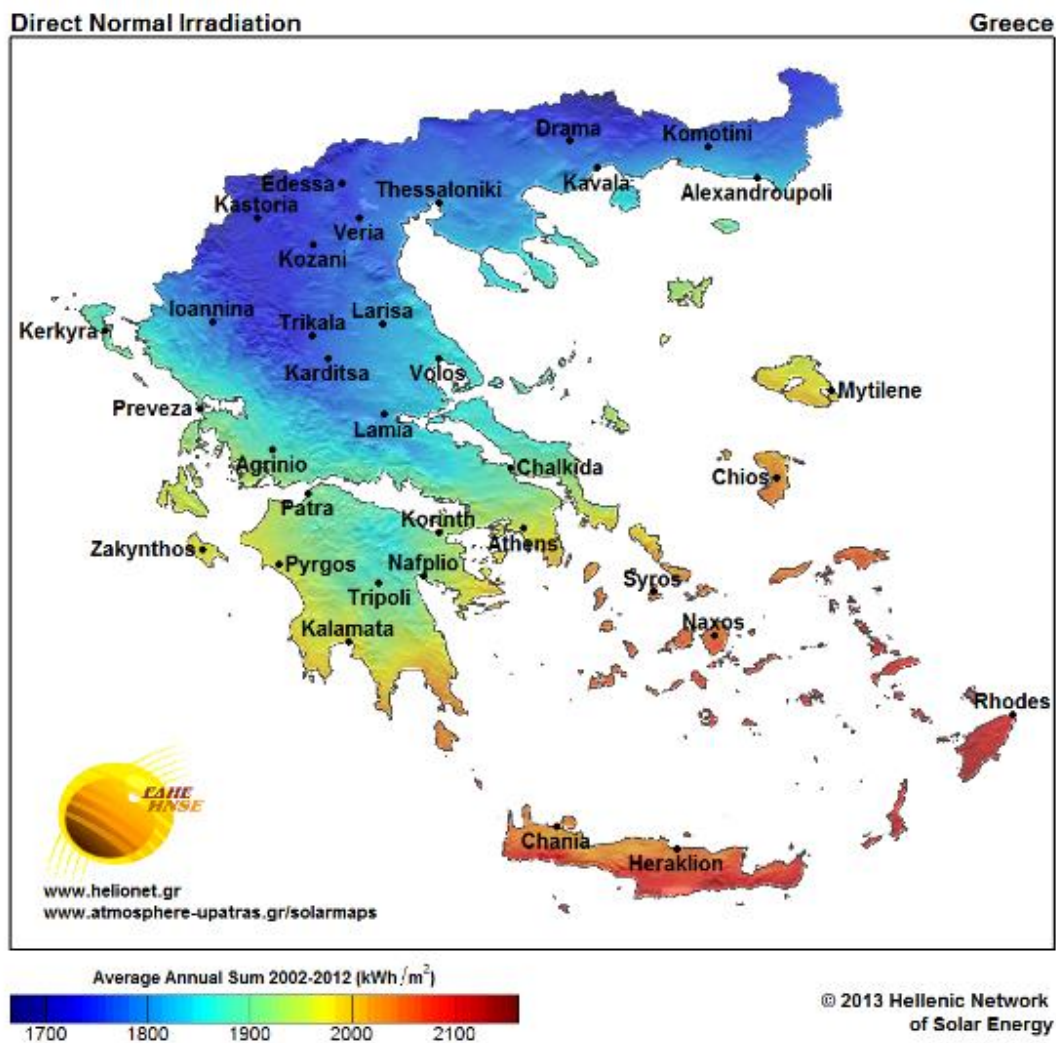 Direct Normal Irradiation
Greece
Drama
Komotini
Edessa
Thessaloniki
Kavala
Alexandroupoli
Kastoria
Veria
Kozani
Ioannina
Larisa
Kerkyra
Trikala
Karditsa
Volos
Mytilene
Preveza
Lamia
Agrinio
Chalkida
Chios
Patra
Korinth
Zakynthos
Athens
Pyrgos
Nafplio
Syros
Tripoli
Naxos
Kalamata
Rhodes
ΕΔΗΕ
HNSE
Chania
Heraklion
www.helionet.gr
www.atmosphere-upatras.gr/solarmaps
Average Annual Sum 2002-2012 (kWh/m²)
1700 1800 1900 2000 2100
© 2013 Hellenic Network
of Solar Energy